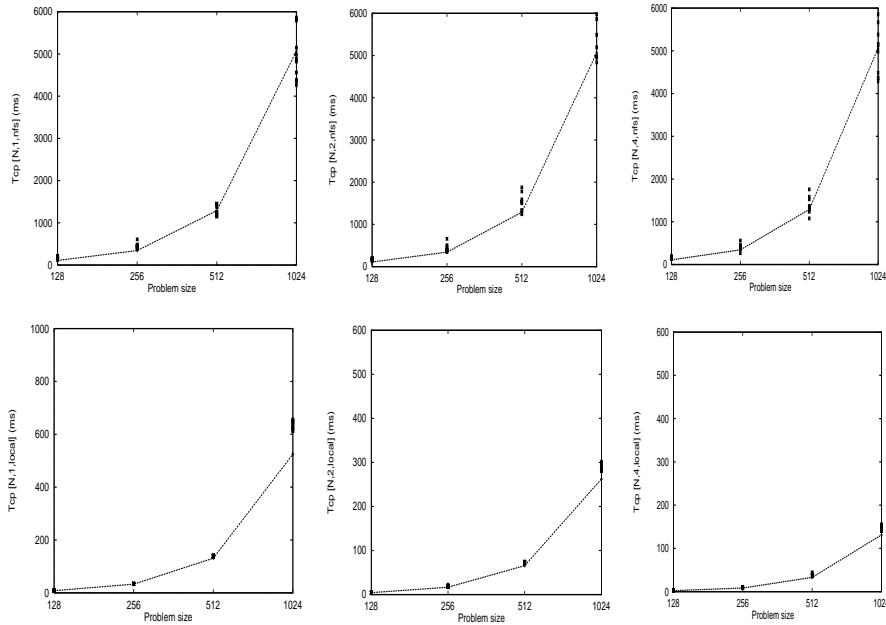 6000
5000
4000
3000
2000
1000
0
Tcp [N,1,nfs] (ms)
128 256 512 1024
Problem size
6000
5000
4000
3000
2000
1000
0
Tcp [N,2,nfs] (ms)
128 256 512 1024
Problem size
6000
5000
4000
3000
2000
1000
0
Tcp [N,4,nfs] (ms)
128 256 512 1024
Problem size
1000
800
600
400
200
0
Tcp [N,1,local] (ms)
128 256 512 1024
Problem size
600
500
400
300
200
100
0
Tcp [N,2,local] (ms)
128 256 512 1024
Problem size
600
500
400
300
200
100
0
Tcp [N,4,local] (ms)
128 256 512 1024
Problem size